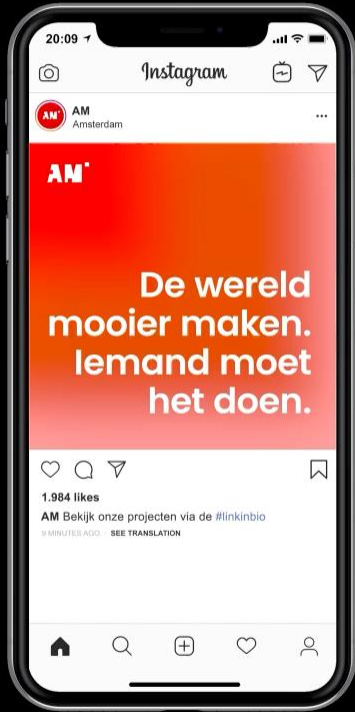 20:09
Instagram
AM
AM
Amsterdam
AM
De wereld
mooier maken.
Iemand moet
het doen.
1.984 likes
AM Bekijk onze projecten via de #linkinbio
9 MINUTES AGO · SEE TRANSLATION